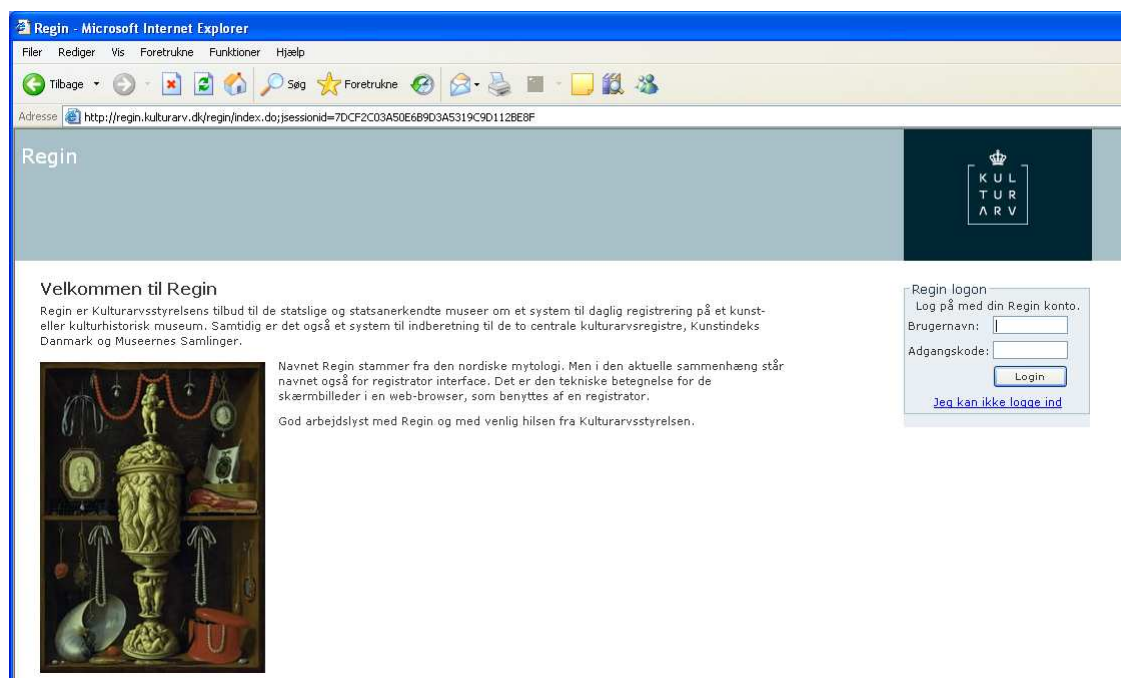 Regin - Microsoft Internet Explorer
Filer Rediger Vis Foretrukne Funktioner Hjælp
Tilbage Søg Foretrukne
Adresse http://regin.kulturarv.dk/regin/index.do;jsessionid=7DCF2C03A50E6B9D3A5319C9D112BE8F
Regin
KUL
TUR
ΛRV
Velkommen til Regin
Regin er Kulturarvsstyrelsens tilbud til de statslige og statsanerkendte museer om et system til daglig registrering på et kunst-
eller kulturhistorisk museum. Samtidig er det også et system til indberetning til de to centrale kulturarvsregistre, Kunstindeks
Danmark og Museernes Samlinger.
Navnet Regin stammer fra den nordiske mytologi. Men i den aktuelle sammenhæng står
navnet også for registrator interface. Det er den tekniske betegnelse for de
skærmbilleder i en web-browser, som benyttes af en registrator.
God arbejdslyst med Regin og med venlig hilsen fra Kulturarvsstyrelsen.
Regin logon
Log på med din Regin konto.
Brugernavn:
Adgangskode:
Login
Jeg kan ikke logge ind